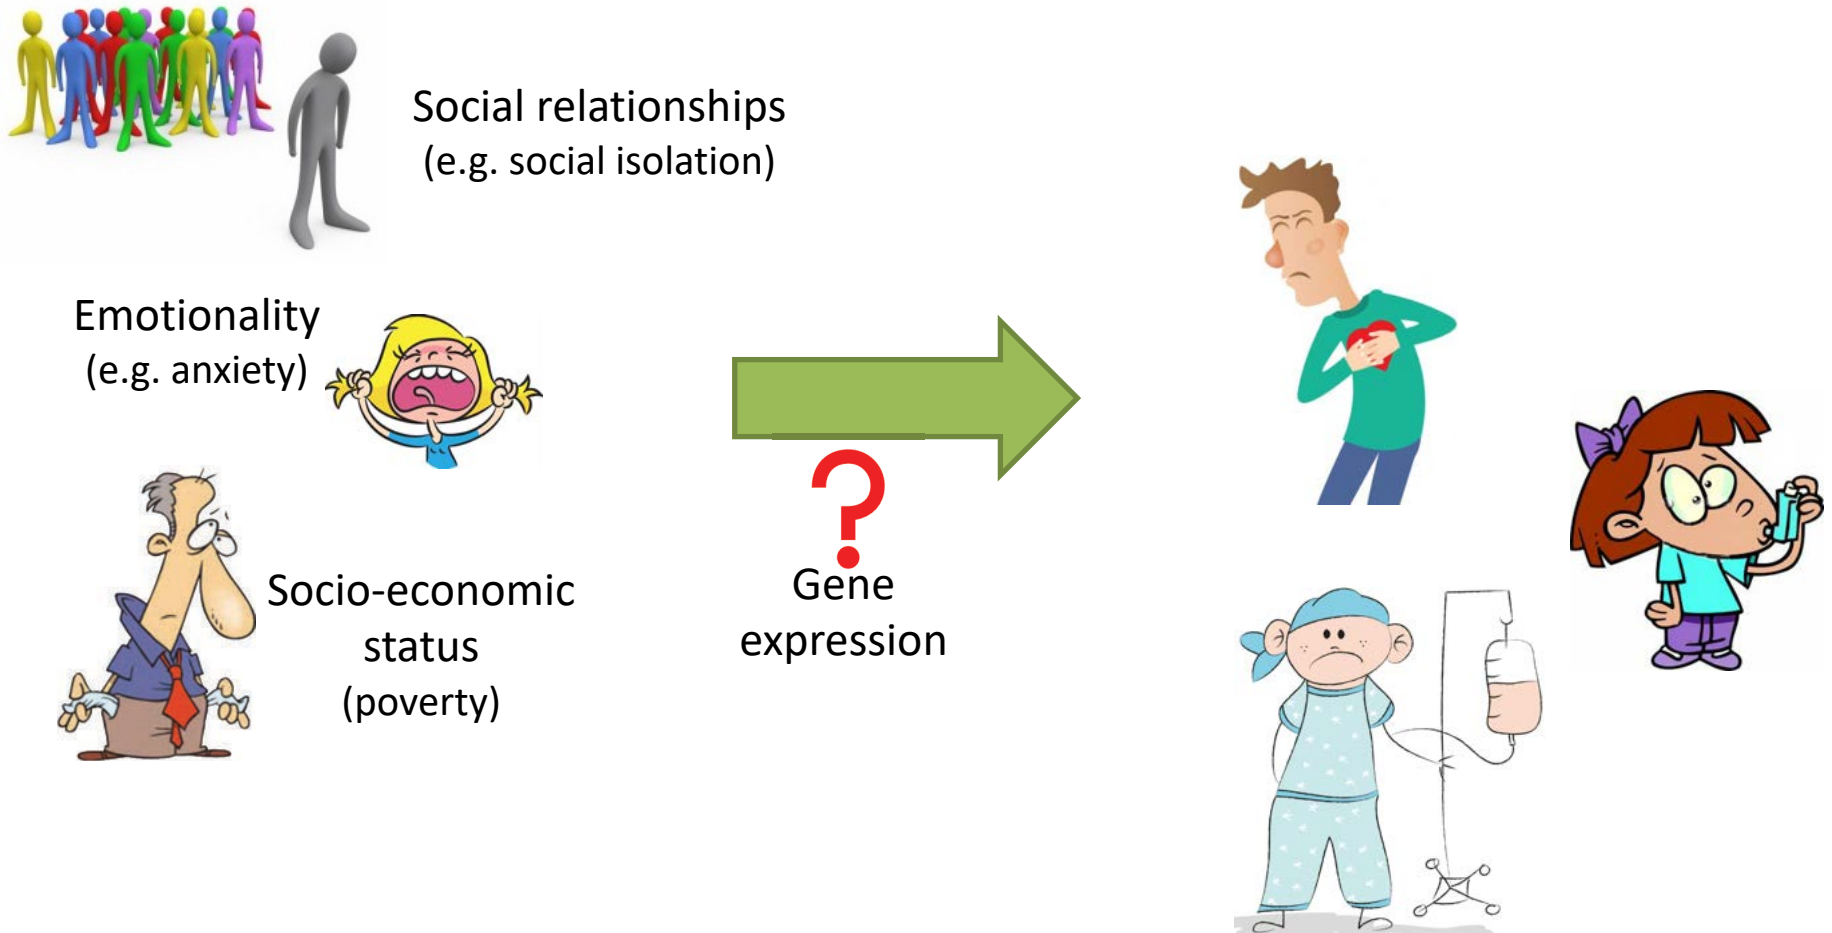 Social relationships
(e.g. social isolation)
Emotionality
(e.g. anxiety)
Socio-economic
status
(poverty)
?
Gene
expression